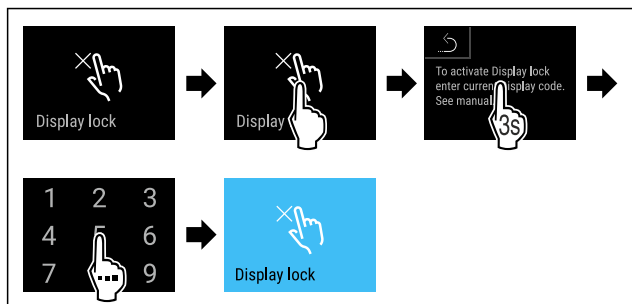 Display lock
Display
To activate Display lock
enter current display code.
See manual
3s
1 2 3
4 5 6
7 9
Display lock